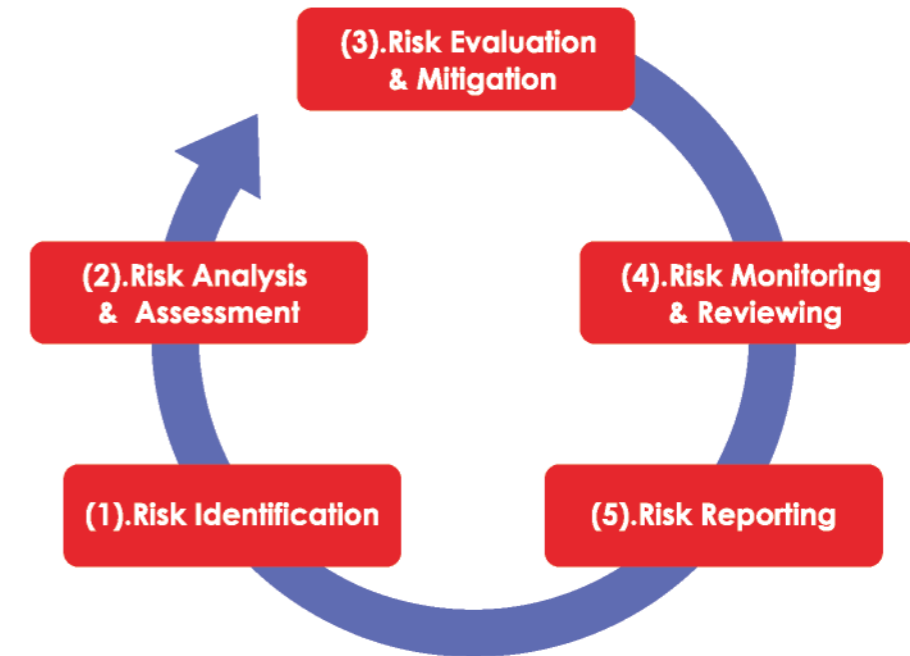 (3).Risk Evaluation
& Mitigation
(2).Risk Analysis
& Assessment
(4).Risk Monitoring
& Reviewing
(1).Risk Identification
(5).Risk Reporting